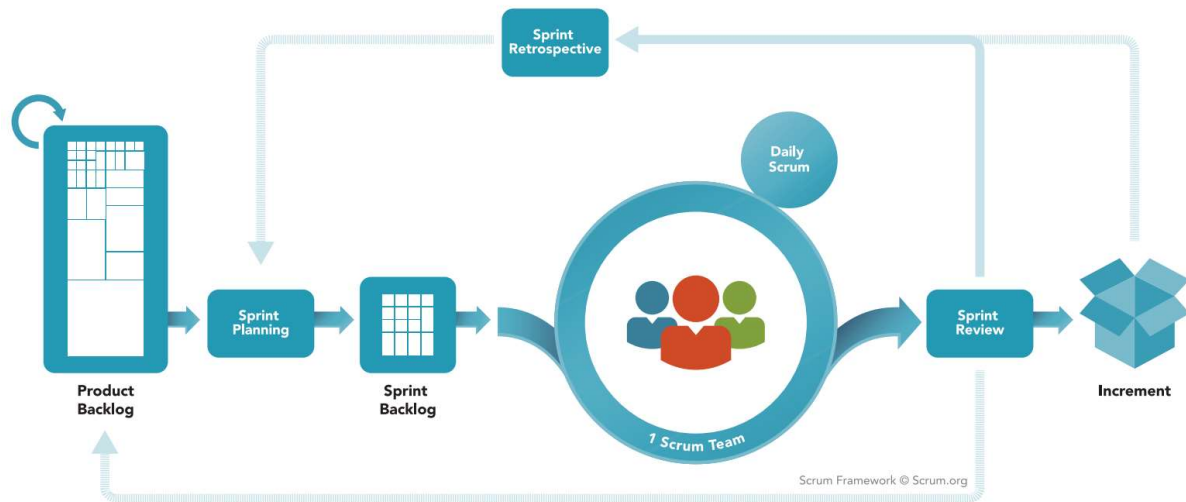 Sprint
Retrospective
Daily
Scrum
Sprint
Planning
Sprint
Review
Product
Backlog
Sprint
Backlog
Increment
1 Scrum Team
Scrum Framework © Scrum.org